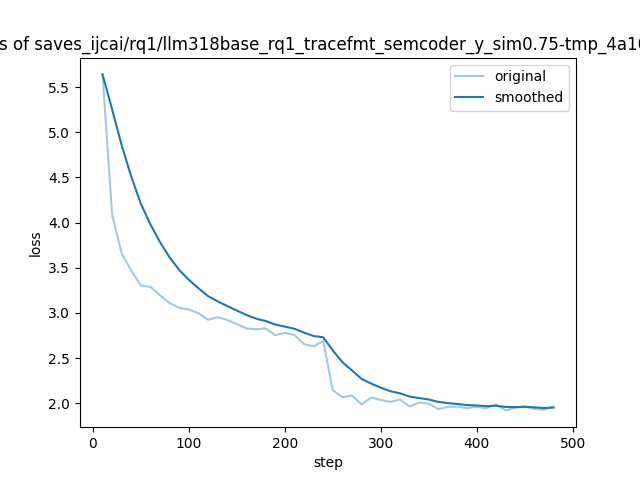 s of saves_ijcai/rq1/llm318base_rq1_tracefmt_semcoder_y_sim0.75-tmp_4a16
original
smoothed
5.5
5.0
4.5
4.0
3.5
3.0
2.5
2.0
loss
0 100 200 300 400 500
step